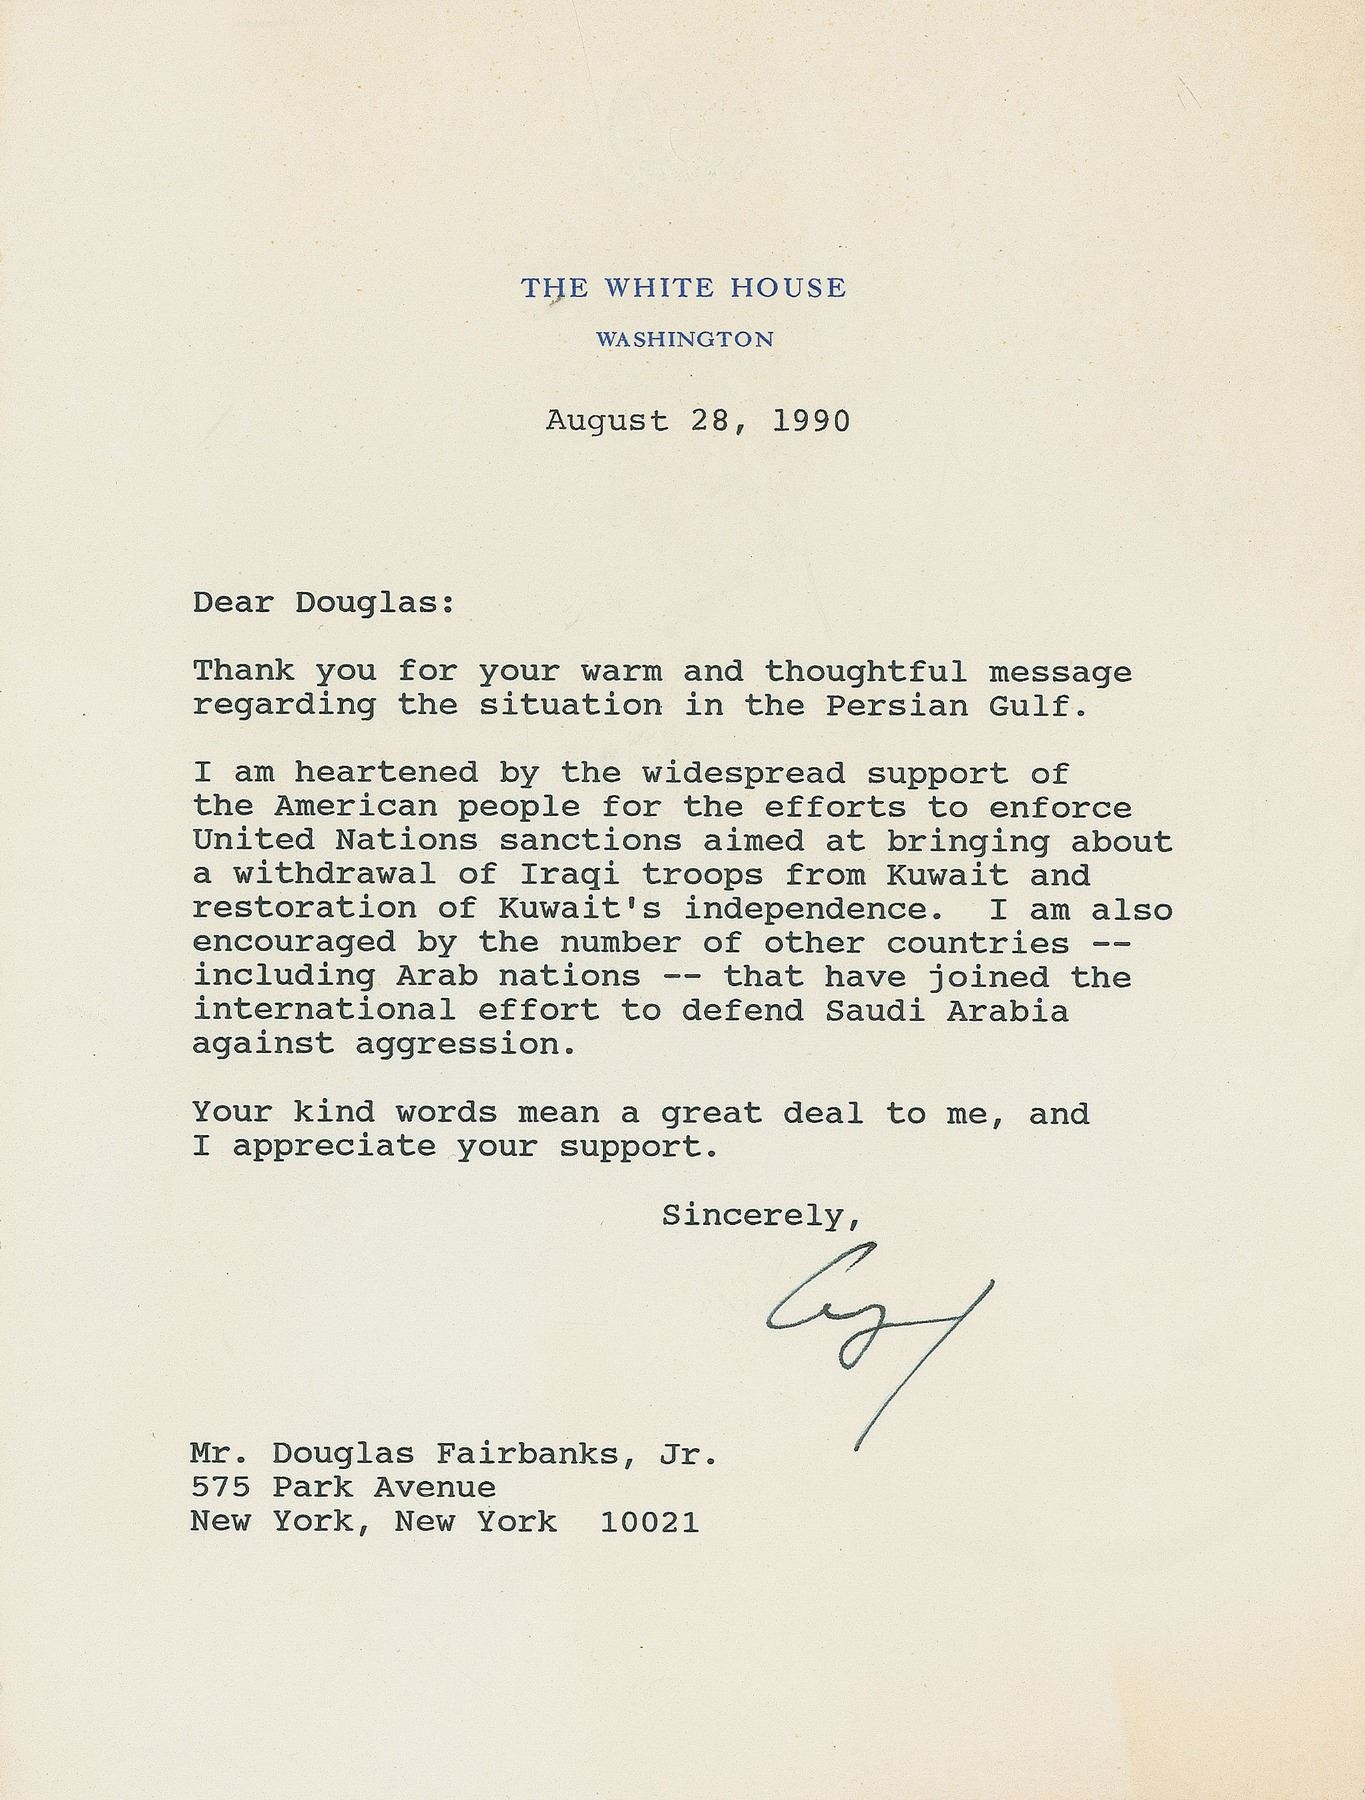 THE WHITE HOUSE
WASHINGTON
August 28, 1990
Dear Douglas:
Thank you for your warm and thoughtful message
regarding the situation in the Persian Gulf.
I am heartened by the widespread support of
the American people for the efforts to enforce
United Nations sanctions aimed at bringing about
a withdrawal of Iraqi troops from Kuwait and
restoration of Kuwait's independence.  I am also
encouraged by the number of other countries --
including Arab nations -- that have joined the
international effort to defend Saudi Arabia
against aggression.
Your kind words mean a great deal to me, and
I appreciate your support.
Sincerely,
Mr. Douglas Fairbanks, Jr.
575 Park Avenue
New York, New York  10021